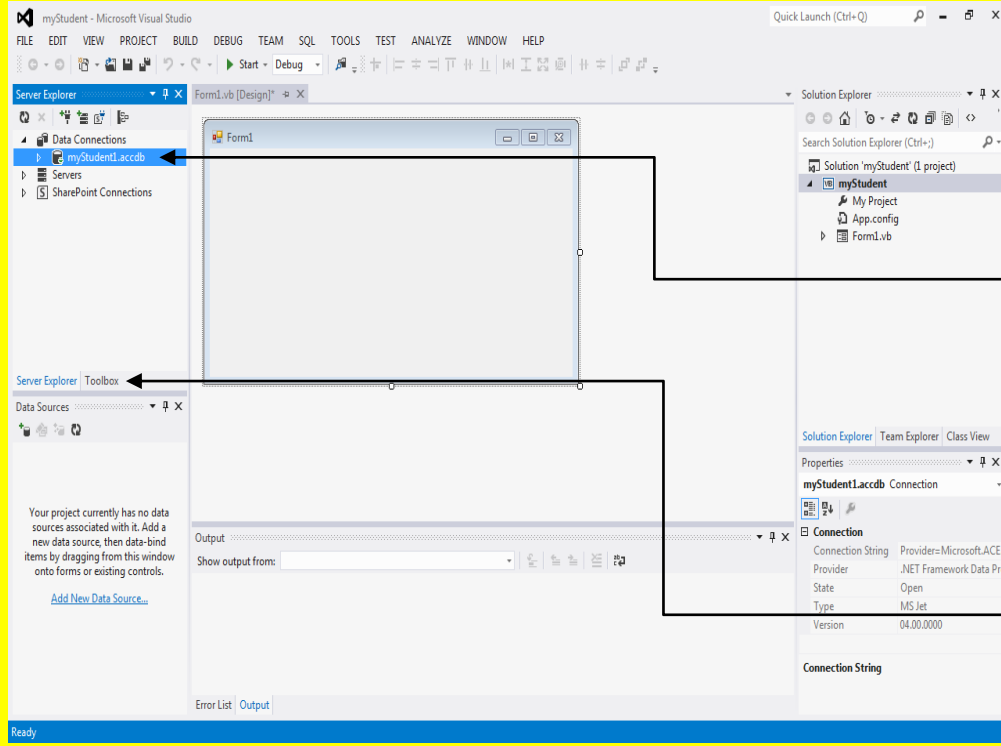 myStudent - Microsoft Visual Studio
Quick Launch (Ctrl+Q)
FILE EDIT VIEW PROJECT BUILD DEBUG TEAM SQL TOOLS TEST ANALYZE WINDOW HELP
Start - Debug
Server Explorer
Data Connections
myStudent1.accdb
Servers
SharePoint Connections
Server Explorer Toolbox
Data Sources
Your project currently has no data
sources associated with it. Add a
new data source, then data-bind
items by dragging from this window
onto forms or existing controls.
Add New Data Source...
Form1.vb [Design]*
Form1
Output
Show output from:
Error List Output
Solution Explorer
Search Solution Explorer (Ctrl+;)
Solution 'myStudent' (1 project)
VB myStudent
My Project
App.config
Form1.vb
Solution Explorer Team Explorer Class View
Properties
myStudent1.accdb Connection
Connection
Connection String Provider=Microsoft.ACE
Provider .NET Framework Data Pr
State Open
Type MS Jet
Version 04.00.0000
Connection String
Ready